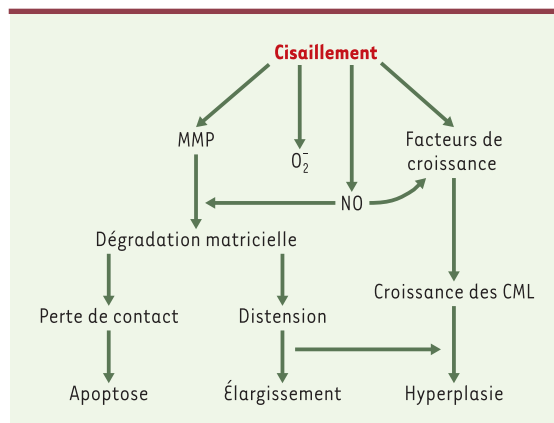 Cisaillement
MMP
O₂⁻
Facteurs de
croissance
NO
Dégradation matricielle
Croissance des CML
Perte de contact
Distension
Apoptose
Élargissement
Hyperplasie